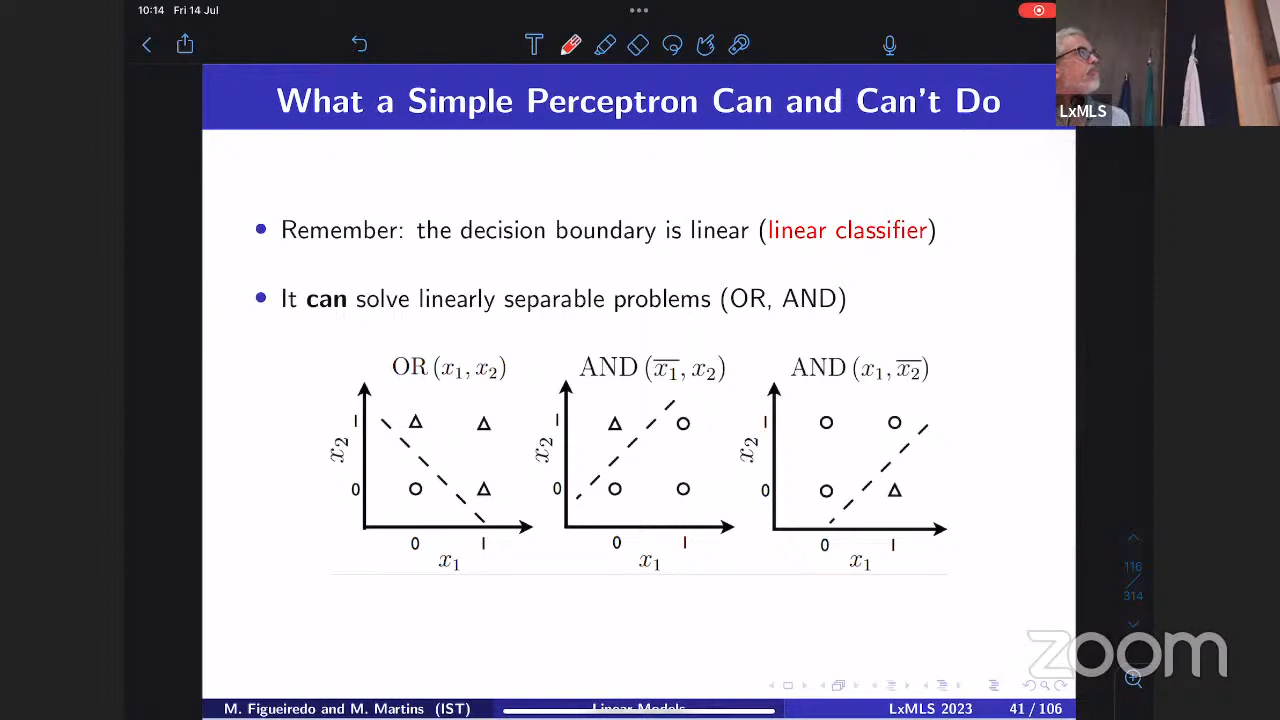 10:14 Fri 14 Jul
T
LxMLS
What a Simple Perceptron Can and Can't Do
• Remember: the decision boundary is linear (linear classifier)
• It can solve linearly separable problems (OR, AND)
OR (x₁, x₂)
1
x₂
0
0 1
x₁
AND (x̅₁, x₂)
1
x₂
0
0 1
x₁
AND (x₁, x̅₂)
1
x₂
0
0 1
x₁
116
314
zoom
M. Figueiredo and M. Martins (IST) Linear Models LxMLS 2023 41 / 106